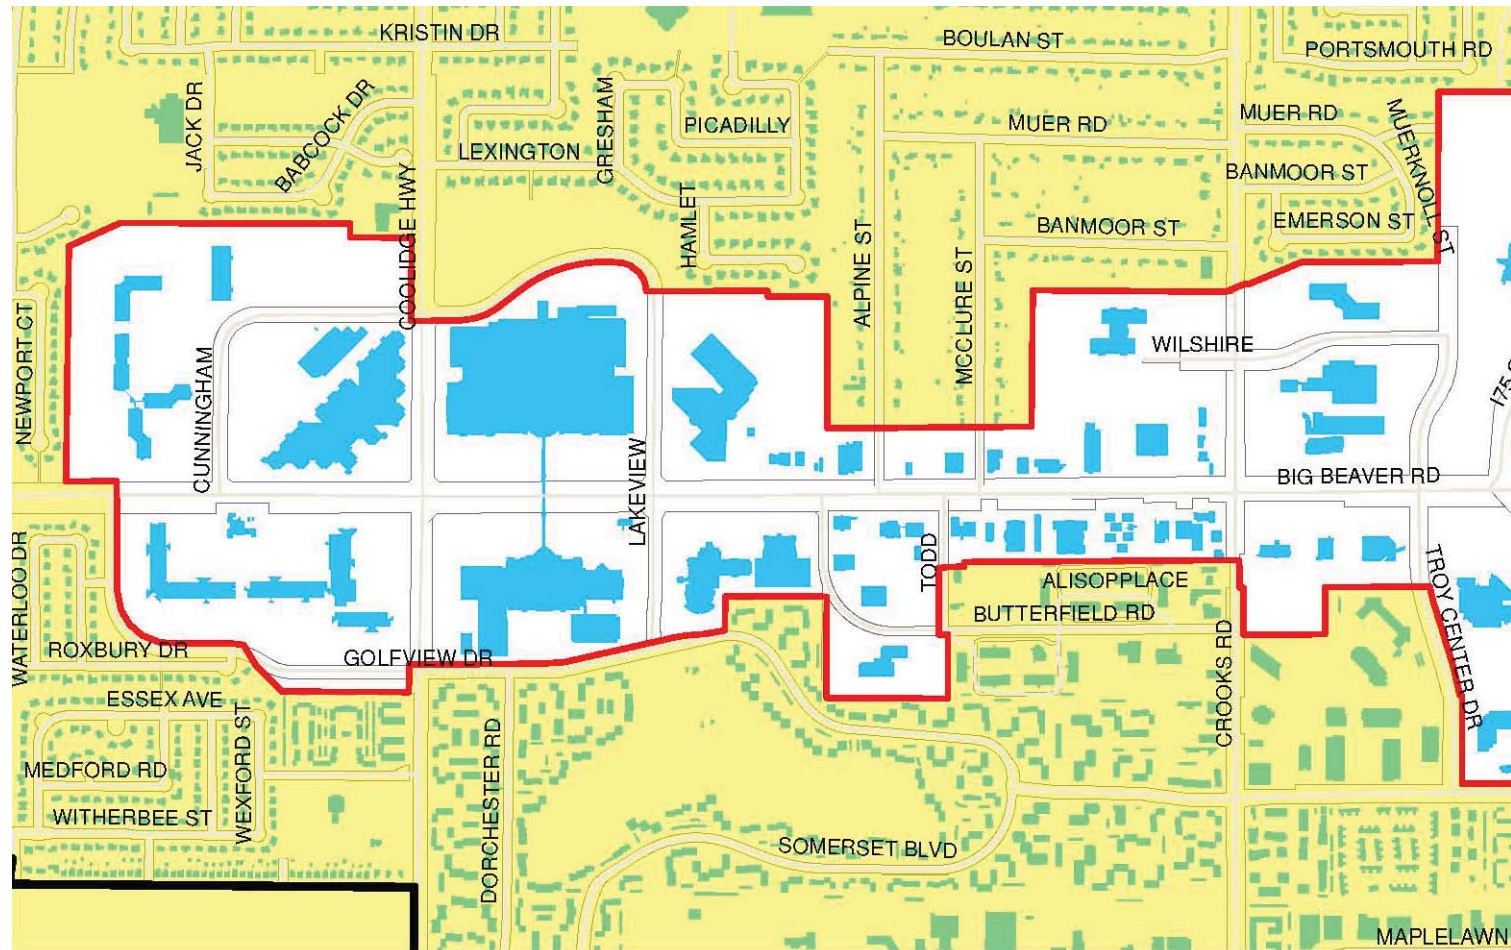 KRISTIN DR
BOULAN ST
PORTSMOUTH RD
JACK DR
BABCOCK DR
GRESHAM
PICADILLY
MUER RD
MUER RD
MUERKNOLL ST
LEXINGTON
COOLIDGE HWY
BANMOOR ST
HAMLET
BANMOOR ST
EMERSON ST
ALPINE ST
MCCLURE ST
NEWPORT CT
CUNNINGHAM
WILSHIRE
I75
LAKEVIEW
BIG BEAVER RD
WATERLOO DR
TODD
ALISOPPLACE
BUTTERFIELD RD
TROY CENTER DR
ROXBURY DR
GOLFVIEW DR
CROOKS RD
ESSEX AVE
WEXFORD ST
DORCHESTER RD
MEDFORD RD
WITHERBEE ST
SOMERSET BLVD
MAPLELAWN